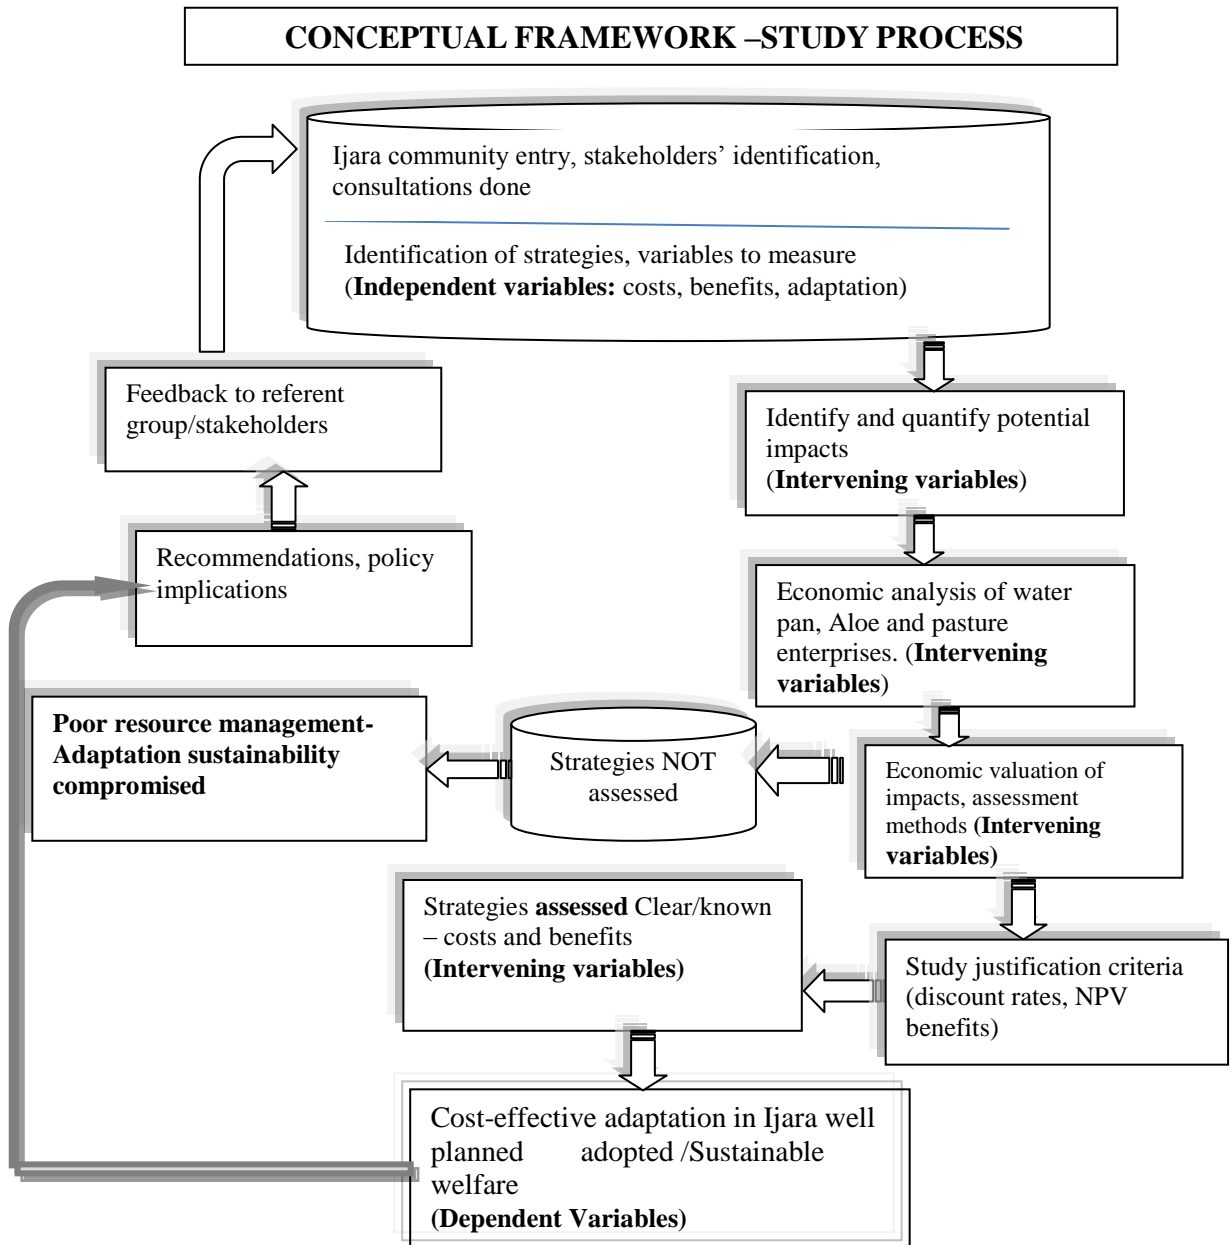 CONCEPTUAL FRAMEWORK –STUDY PROCESS
Ijara community entry, stakeholders’ identification,
consultations done
Identification of strategies, variables to measure
(Independent variables: costs, benefits, adaptation)
Feedback to referent
group/stakeholders
Identify and quantify potential
impacts
(Intervening variables)
Recommendations, policy
implications
Economic analysis of water
pan, Aloe and pasture
enterprises. (Intervening
variables)
Poor resource management-
Adaptation sustainability
compromised
Strategies NOT
assessed
Economic valuation of
impacts, assessment
methods (Intervening
variables)
Strategies assessed Clear/known
– costs and benefits
(Intervening variables)
Study justification criteria
(discount rates, NPV
benefits)
Cost-effective adaptation in Ijara well
planned adopted /Sustainable
welfare
(Dependent Variables)